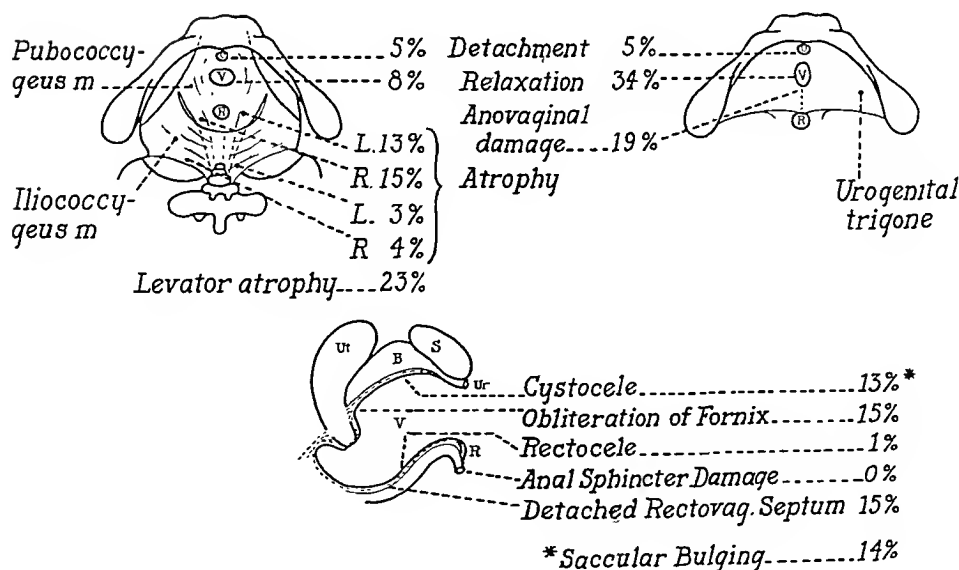 Pubococcy-
geus m
5%
8%
Detachment 5%
Relaxation 34%
Anovaginal
damage....19%
L. 13%
R. 15%
L. 3%
R 4%
Atrophy
Iliococcy-
geus m
Levator atrophy....23%
U
V
R
U
V
R
Urogenital
trigone
Ut
B
S
Ur
V
R
Cystocele 13%*
Obliteration of Fornix 15%
Rectocele 1%
Anal Sphincter Damage 0%
Detached Rectovag. Septum 15%
*Saccular Bulging 14%